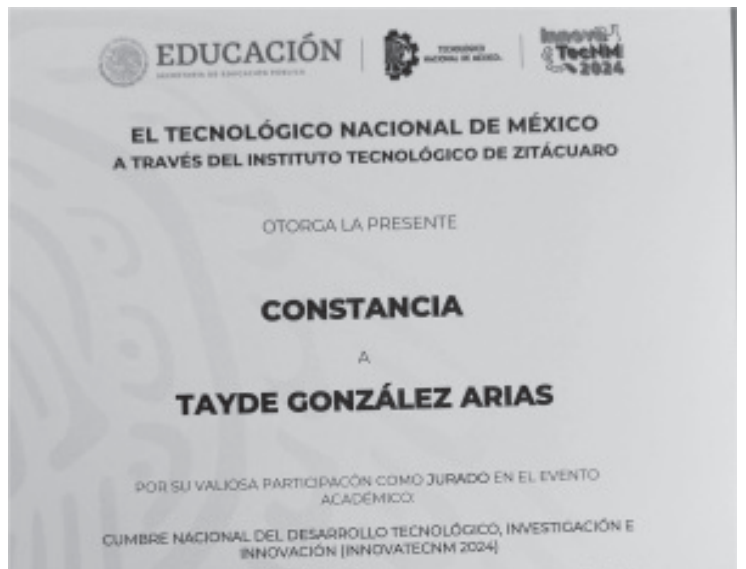 EDUCACIÓN
SECRETARÍA DE EDUCACIÓN PÚBLICA
TECNOLÓGICO
NACIONAL DE MÉXICO
Innova
TecNM
2024
EL TECNOLÓGICO NACIONAL DE MÉXICO
A TRAVÉS DEL INSTITUTO TECNOLÓGICO DE ZITÁCUARO
OTORGA LA PRESENTE
CONSTANCIA
A
TAYDE GONZÁLEZ ARIAS
POR SU VALIOSA PARTICIPACÓN COMO JURADO EN EL EVENTO
ACADÉMICO:
CUMBRE NACIONAL DEL DESARROLLO TECNOLÓGICO, INVESTIGACIÓN E
INNOVACIÓN (INNOVATECNM 2024)